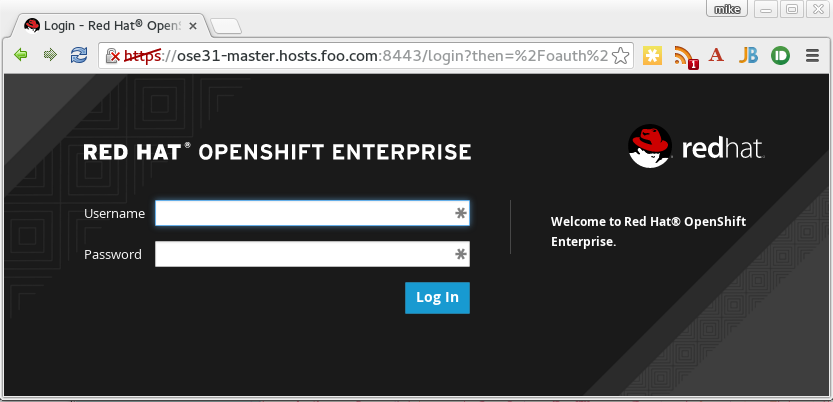 mike
Login - Red Hat® OpenS
https://ose31-master.hosts.foo.com:8443/login?then=%2Foauth%2
1
A
JB
RED HAT® OPENSHIFT ENTERPRISE
redhat.
Username
Password
Log In
Welcome to Red Hat® OpenShift
Enterprise.